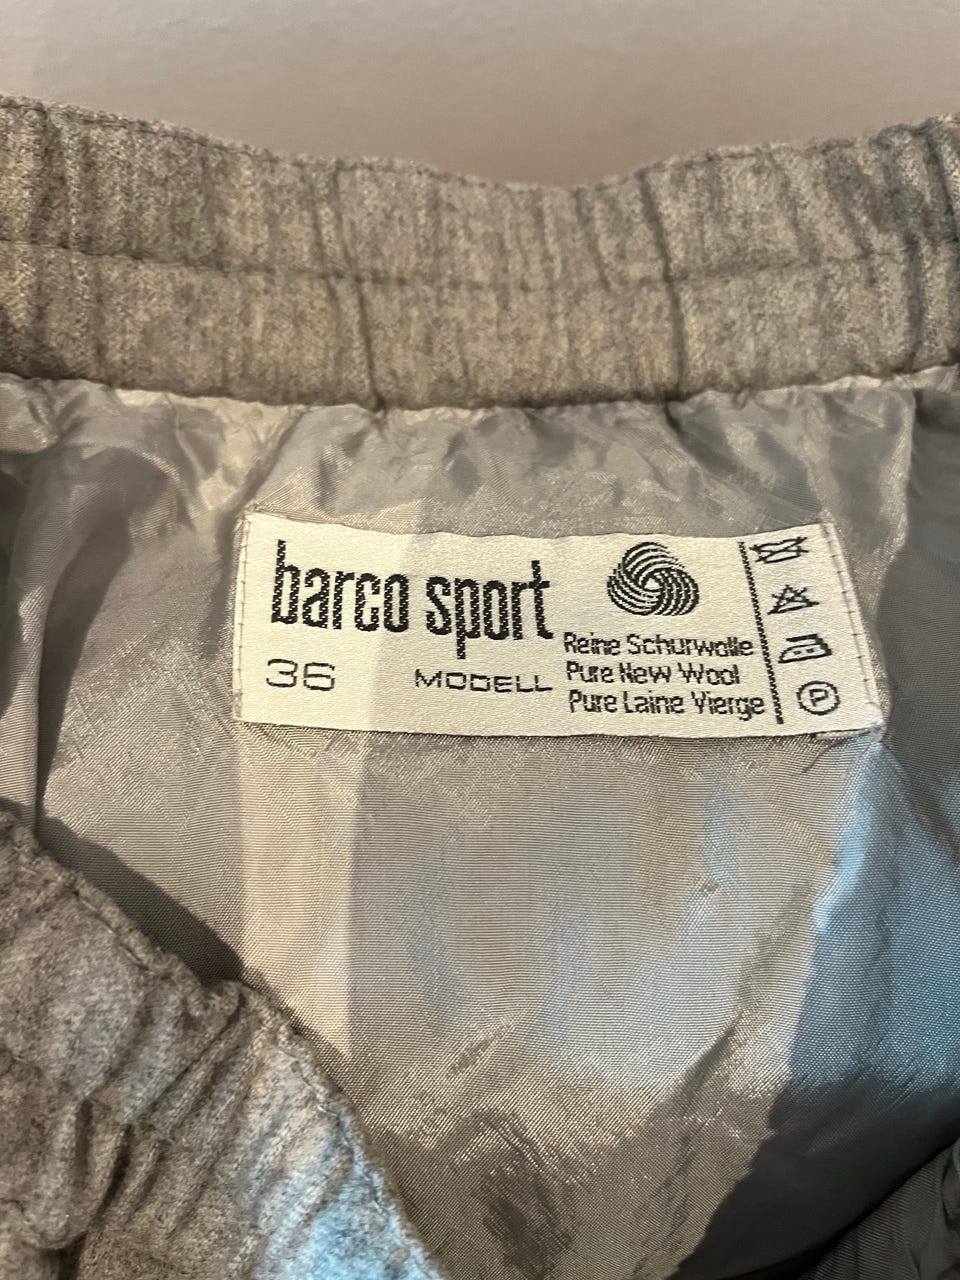 barco sport
36 MODELL
Reine Schurwolle
Pure New Wool
Pure Laine Vierge
P